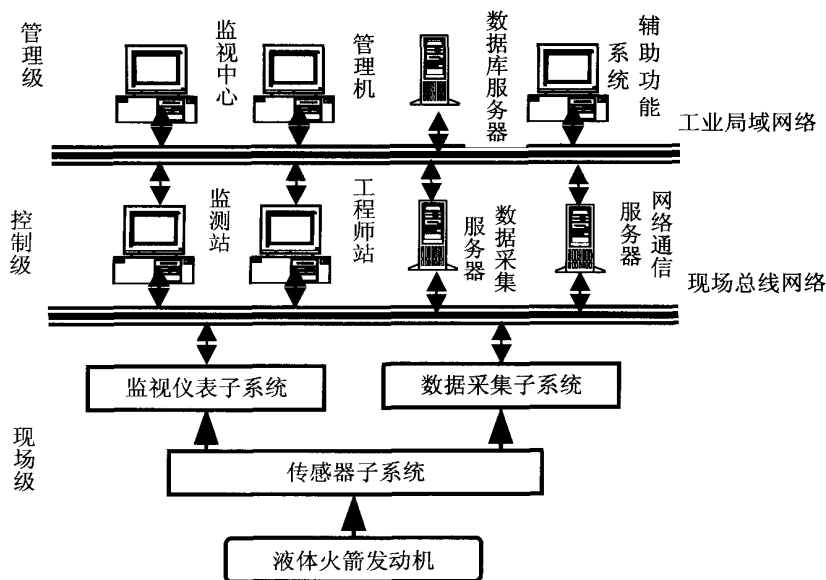 管理级
监视中心
管理机
数据库服务器
辅助功能
系统
工业局域网络
控制级
监测站
工程师站
数据采集
服务器
网络通信
服务器
现场总线网络
监视仪表子系统
数据采集子系统
现场级
传感器子系统
液体火箭发动机